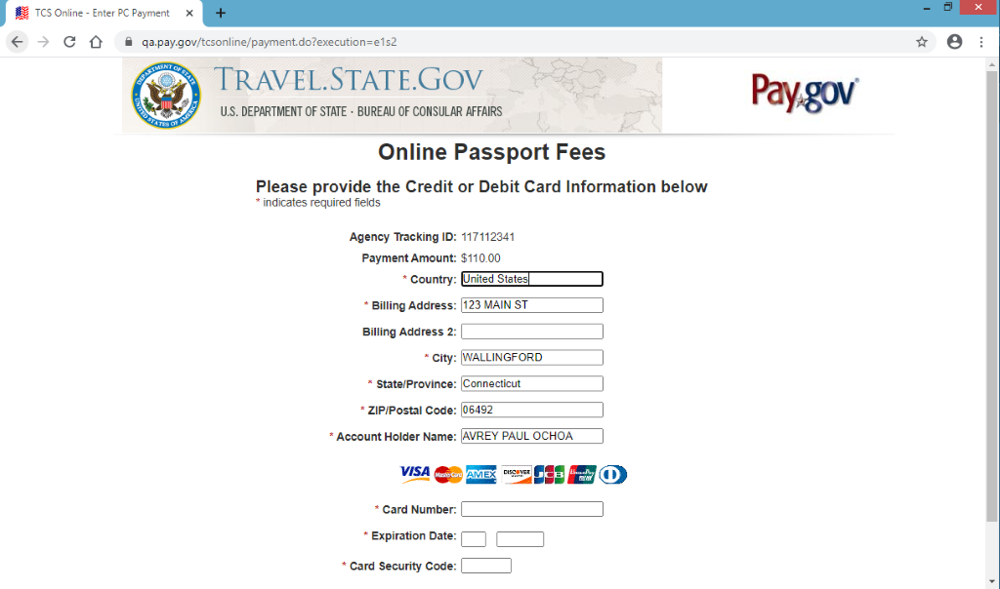 TCS Online - Enter PC Payment
qa.pay.gov/tcsonline/payment.do?execution=e1s2
TRAVEL.STATE.GOV
U.S. DEPARTMENT OF STATE · BUREAU OF CONSULAR AFFAIRS
DEPARTMENT OF STATE
UNITED STATES OF AMERICA
Pay.gov®
Online Passport Fees
Please provide the Credit or Debit Card Information below
* indicates required fields
Agency Tracking ID: 117112341
Payment Amount: $110.00
* Country: United States
* Billing Address: 123 MAIN ST
Billing Address 2:
* City: WALLINGFORD
* State/Province: Connecticut
* ZIP/Postal Code: 06492
* Account Holder Name: AVREY PAUL OCHOA
VISA MasterCard AMEX DISCOVER JCB UnionPay
* Card Number:
* Expiration Date:
* Card Security Code: